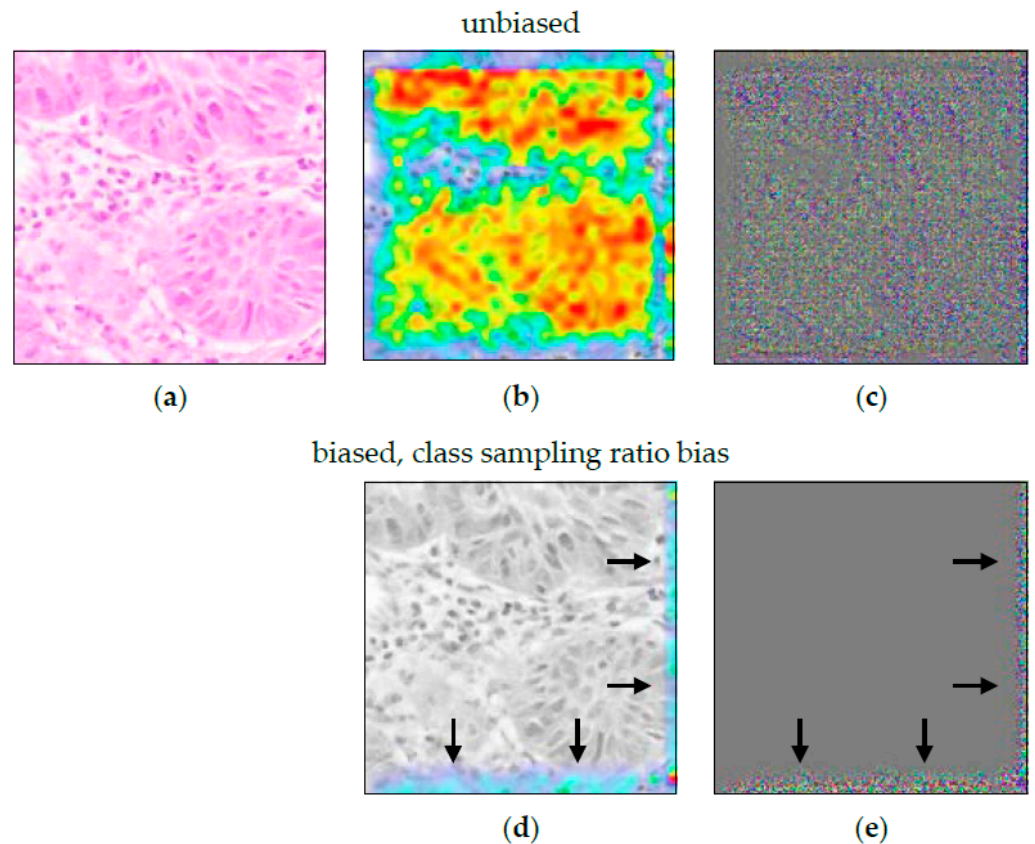 unbiased
(a)
(b)
(c)
biased, class sampling ratio bias
(d)
(e)